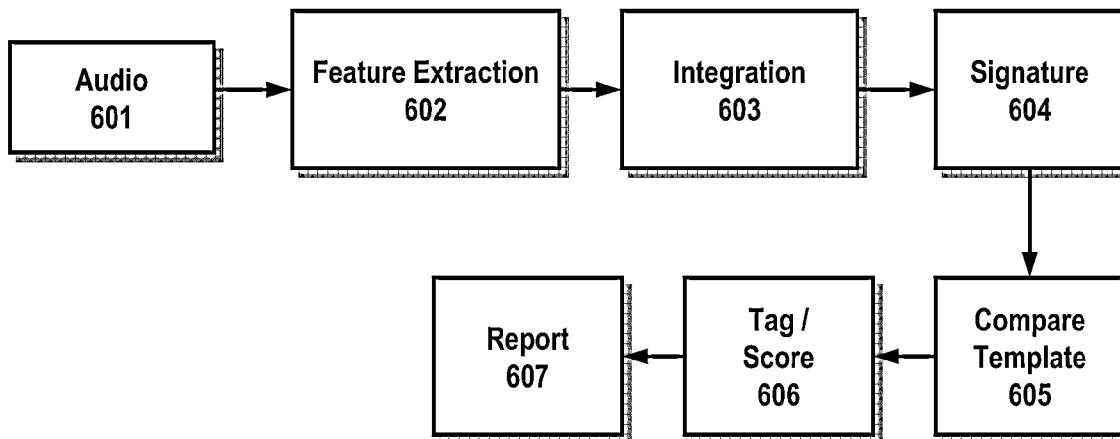 Audio
601
Feature Extraction
602
Integration
603
Signature
604
Report
607
Tag /
Score
606
Compare
Template
605